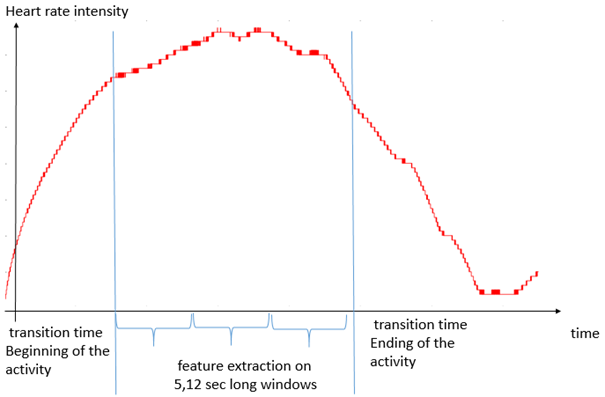 Heart rate intensity
transition time
Beginning of the
activity
feature extraction on
5,12 sec long windows
transition time
Ending of the
activity
time